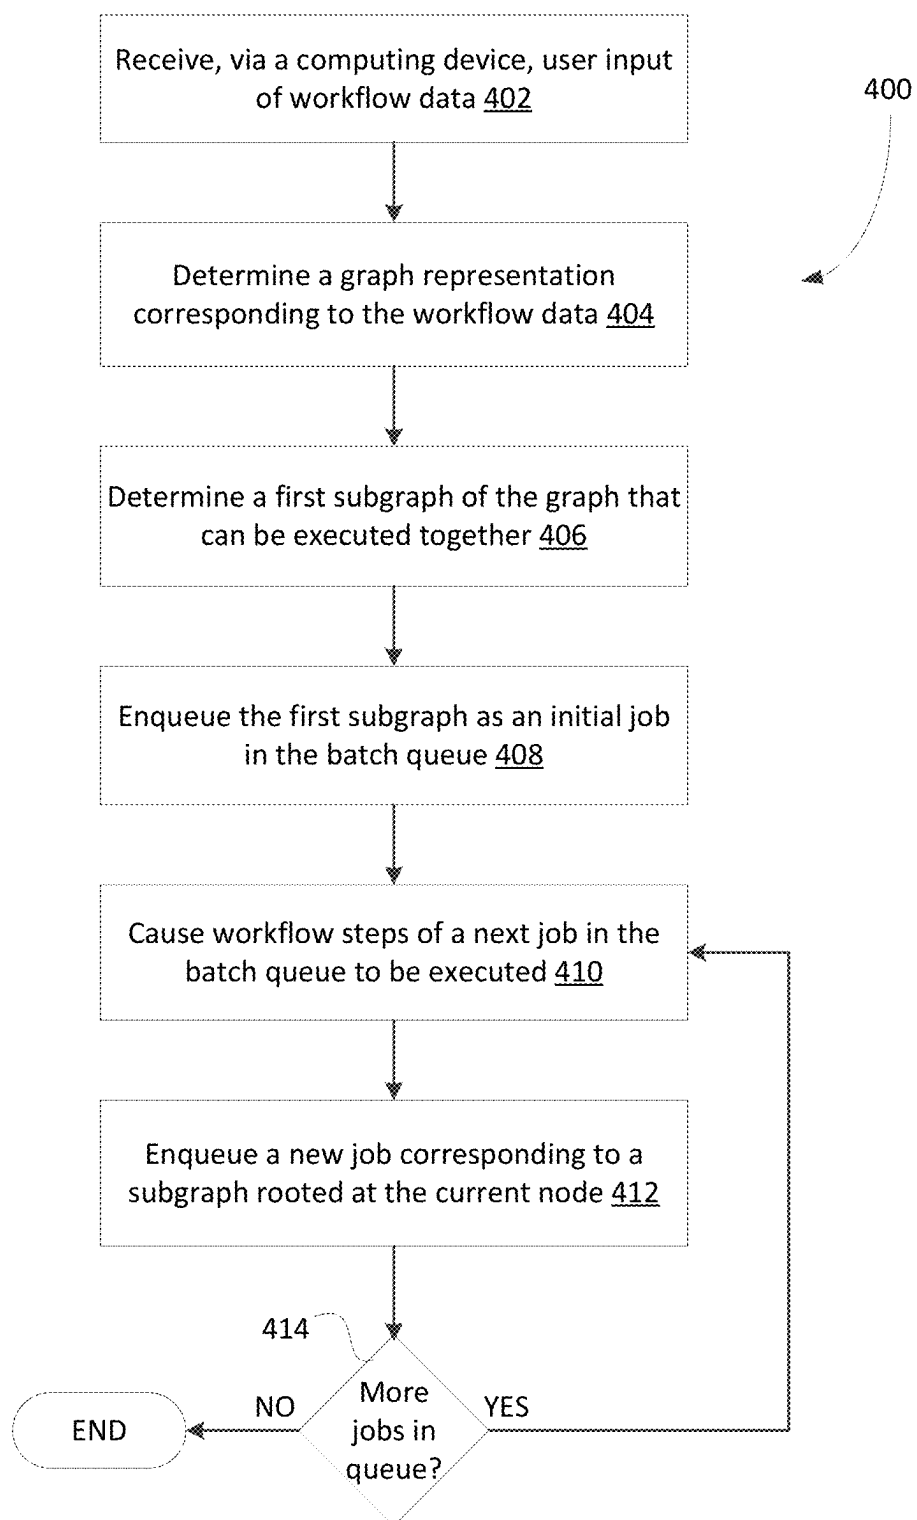 Receive, via a computing device, user input
of workflow data 402
400
Determine a graph representation
corresponding to the workflow data 404
Determine a first subgraph of the graph that
can be executed together 406
Enqueue the first subgraph as an initial job
in the batch queue 408
Cause workflow steps of a next job in the
batch queue to be executed 410
Enqueue a new job corresponding to a
subgraph rooted at the current node 412
414
More
jobs in
queue?
NO
YES
END